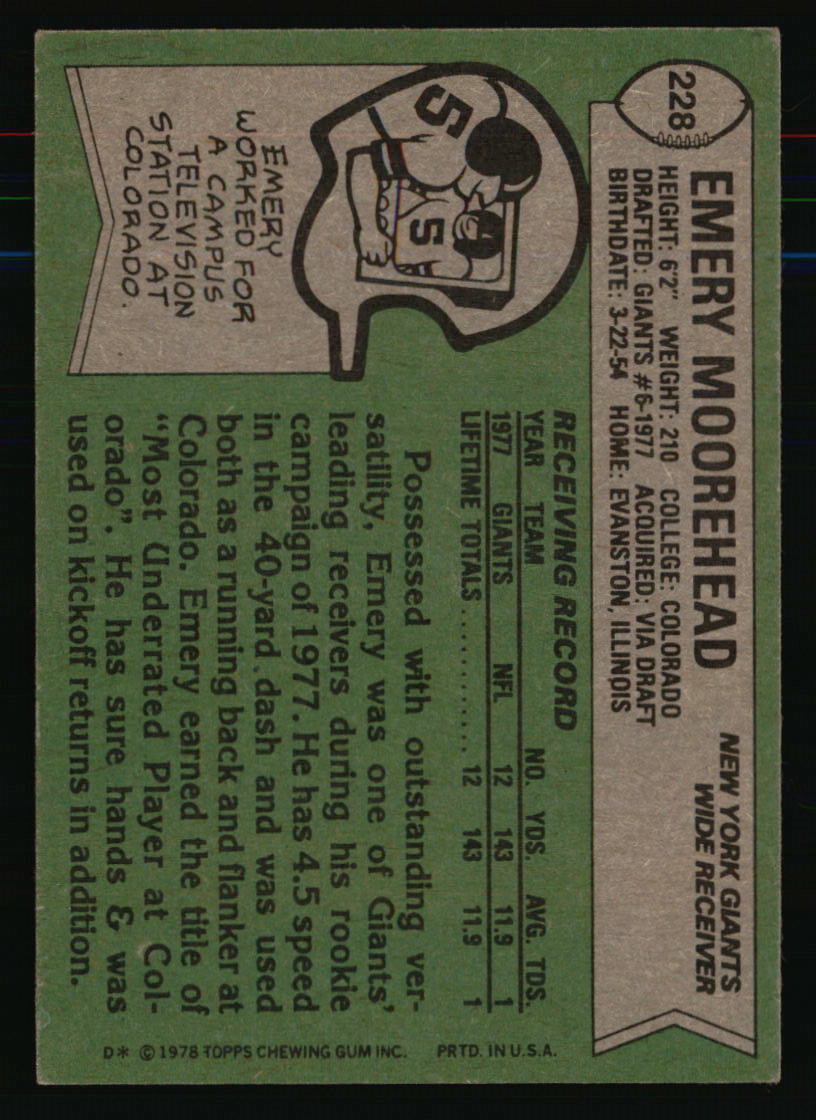 228
EMERY MOOREHEAD
NEW YORK GIANTS
WIDE RECEIVER
HEIGHT: 6'2" WEIGHT: 210 COLLEGE: COLORADO
DRAFTED: GIANTS #6-1977 ACQUIRED: VIA DRAFT
BIRTHDATE: 3-22-54 HOME: EVANSTON, ILLINOIS
5
5
EMERY
WORKED FOR
A CAMPUS
TELEVISION
STATION AT
COLORADO.
RECEIVING RECORD
YEAR TEAM NO. YDS. AVG. TDS.
1977 GIANTS NFL 12 143 11.9 1
LIFETIME TOTALS ............. 12 143 11.9 1
Possessed with outstanding ver-
satility, Emery was one of Giants'
leading receivers during his rookie
campaign of 1977. He has 4.5 speed
in the 40-yard dash and was used
both as a running back and flanker at
Colorado. Emery earned the title of
"Most Underrated Player at Col-
orado". He has sure hands & was
used on kickoff returns in addition.
D* © 1978 TOPPS CHEWING GUM INC. PRTD. IN U.S.A.